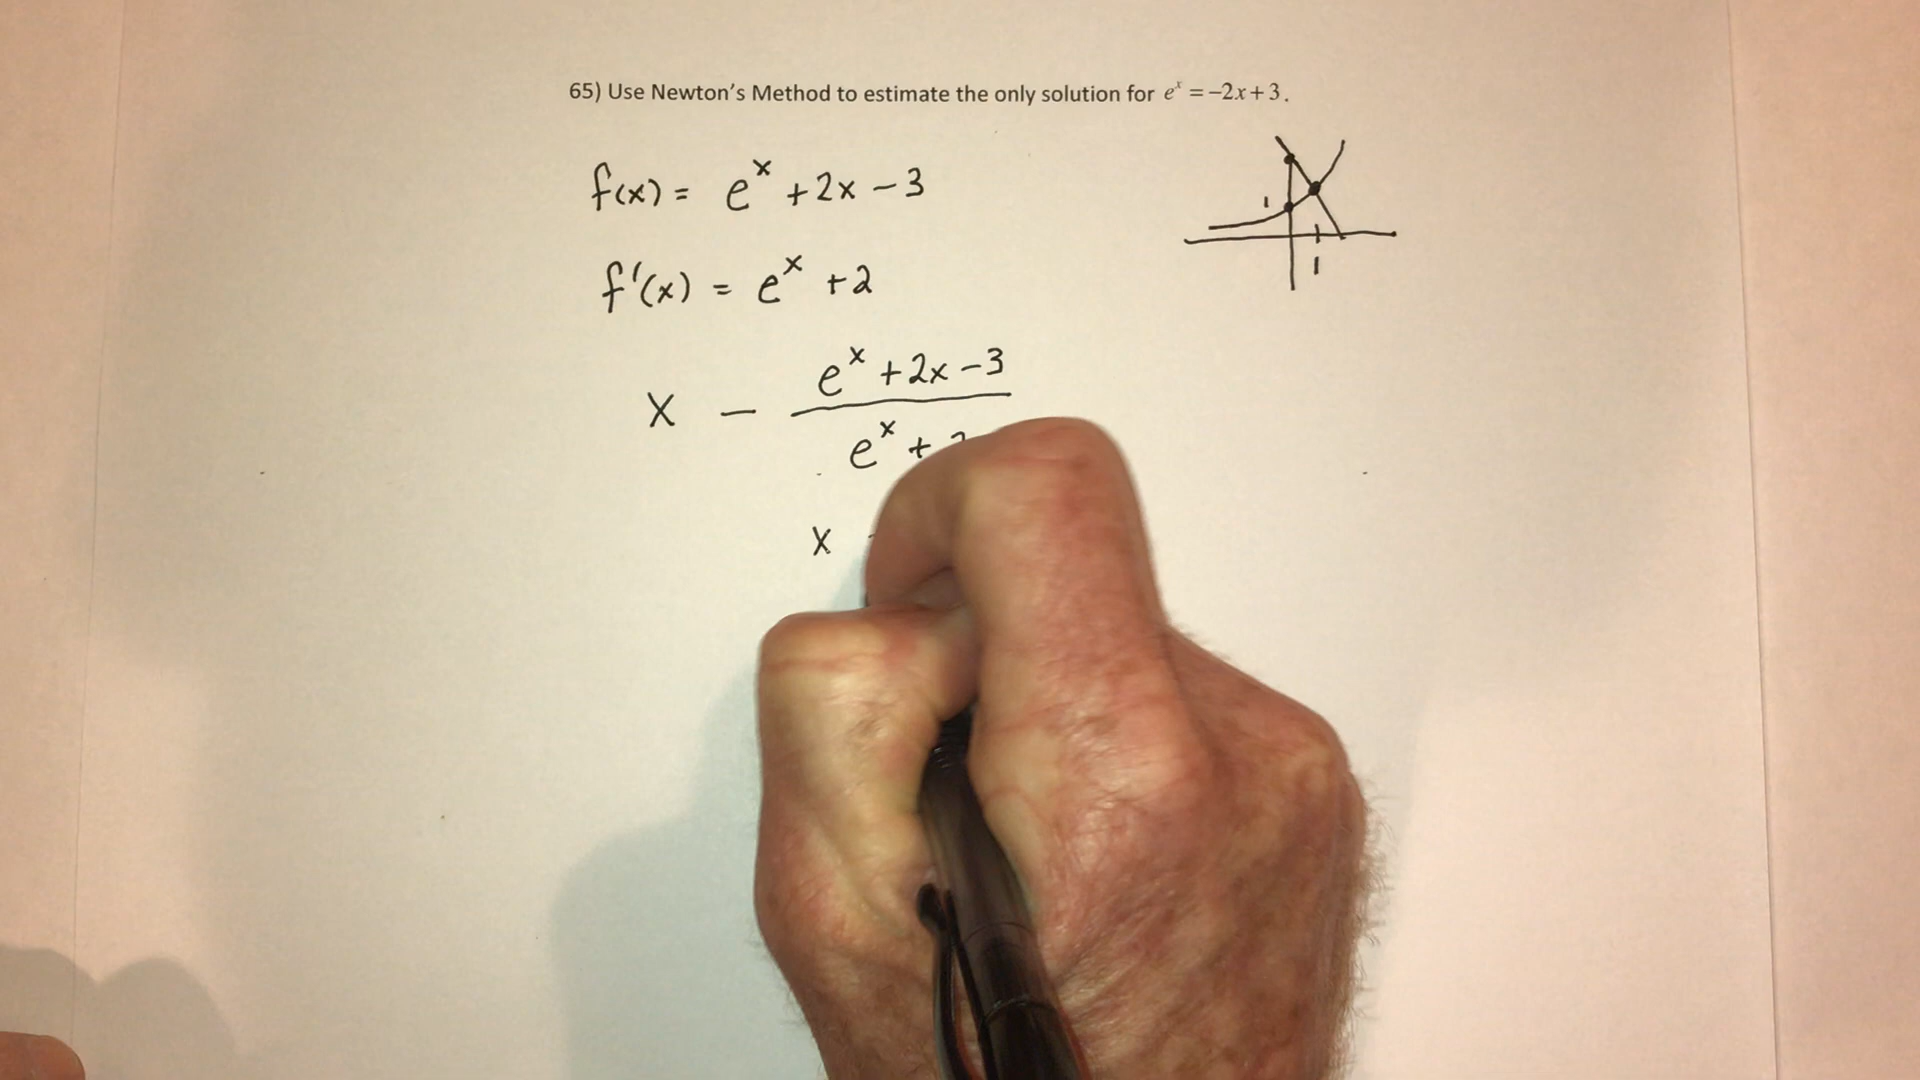 65) Use Newton's Method to estimate the only solution for eˣ = −2x+3.
f(x) = eˣ + 2x − 3
f'(x) = eˣ + 2
x − (eˣ + 2x − 3)/(eˣ +
x
1
1